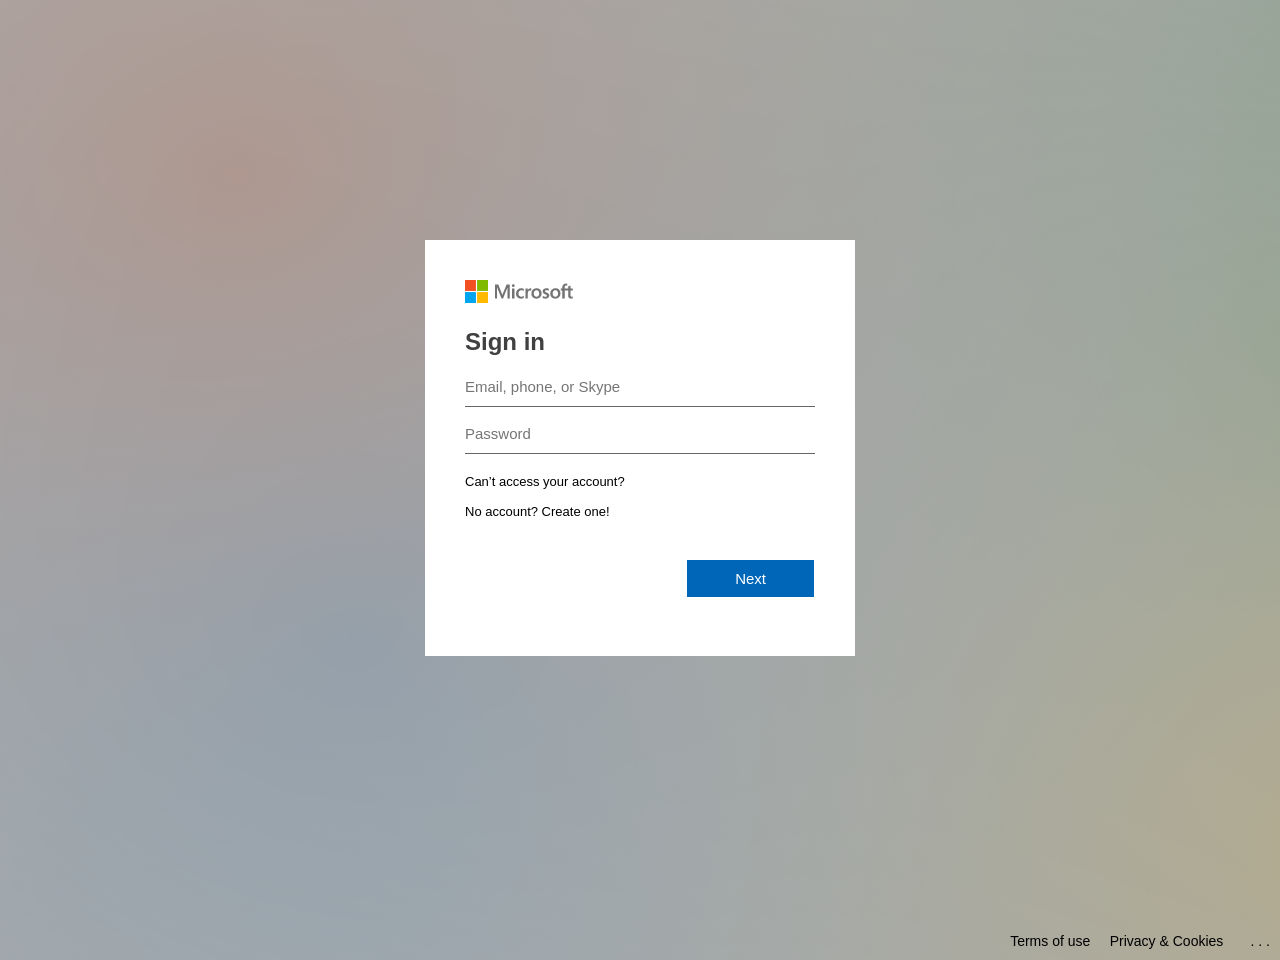 Microsoft
Sign in
Email, phone, or Skype
Password
Can’t access your account?
No account? Create one!
Next
Terms of use Privacy & Cookies . . .